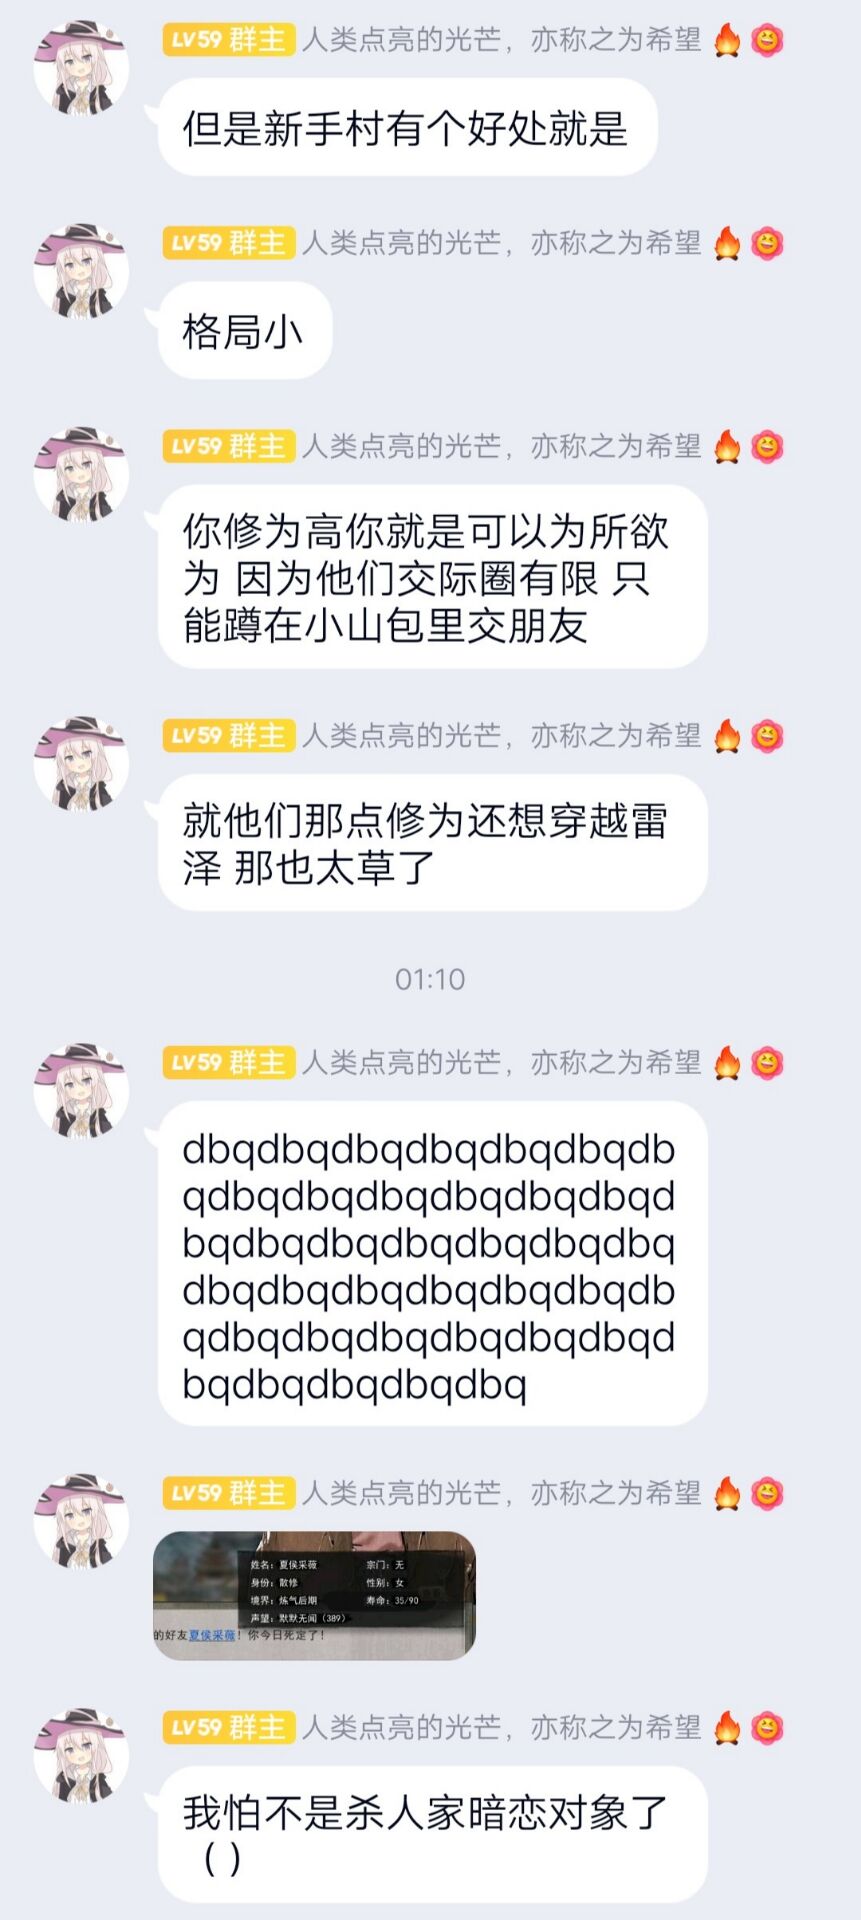 LV59 群主 人类点亮的光芒，亦称之为希望🔥
但是新手村有个好处就是
LV59 群主 人类点亮的光芒，亦称之为希望🔥
格局小
LV59 群主 人类点亮的光芒，亦称之为希望🔥
你修为高你就是可以为所欲
为 因为他们交际圈有限 只
能蹲在小山包里交朋友
LV59 群主 人类点亮的光芒，亦称之为希望🔥
就他们那点修为还想穿越雷
泽 那也太草了
01:10
LV59 群主 人类点亮的光芒，亦称之为希望🔥
dbqdbqdbqdbqdbqdbqdb
qdbqdbqdbqdbqdbqdbqd
bqdbqdbqdbqdbqdbqdbq
dbqdbqdbqdbqdbqdbqdb
qdbqdbqdbqdbqdbqdbqd
bqdbqdbqdbqdbq
LV59 群主 人类点亮的光芒，亦称之为希望🔥
姓名：夏侯采薇 宗门：无
身份：散修 性别：女
境界：炼气后期 寿命：35/90
声望：默默无闻（389）
的好友夏侯采薇！你今日死定了！
LV59 群主 人类点亮的光芒，亦称之为希望🔥
我怕不是杀人家暗恋对象了
（）